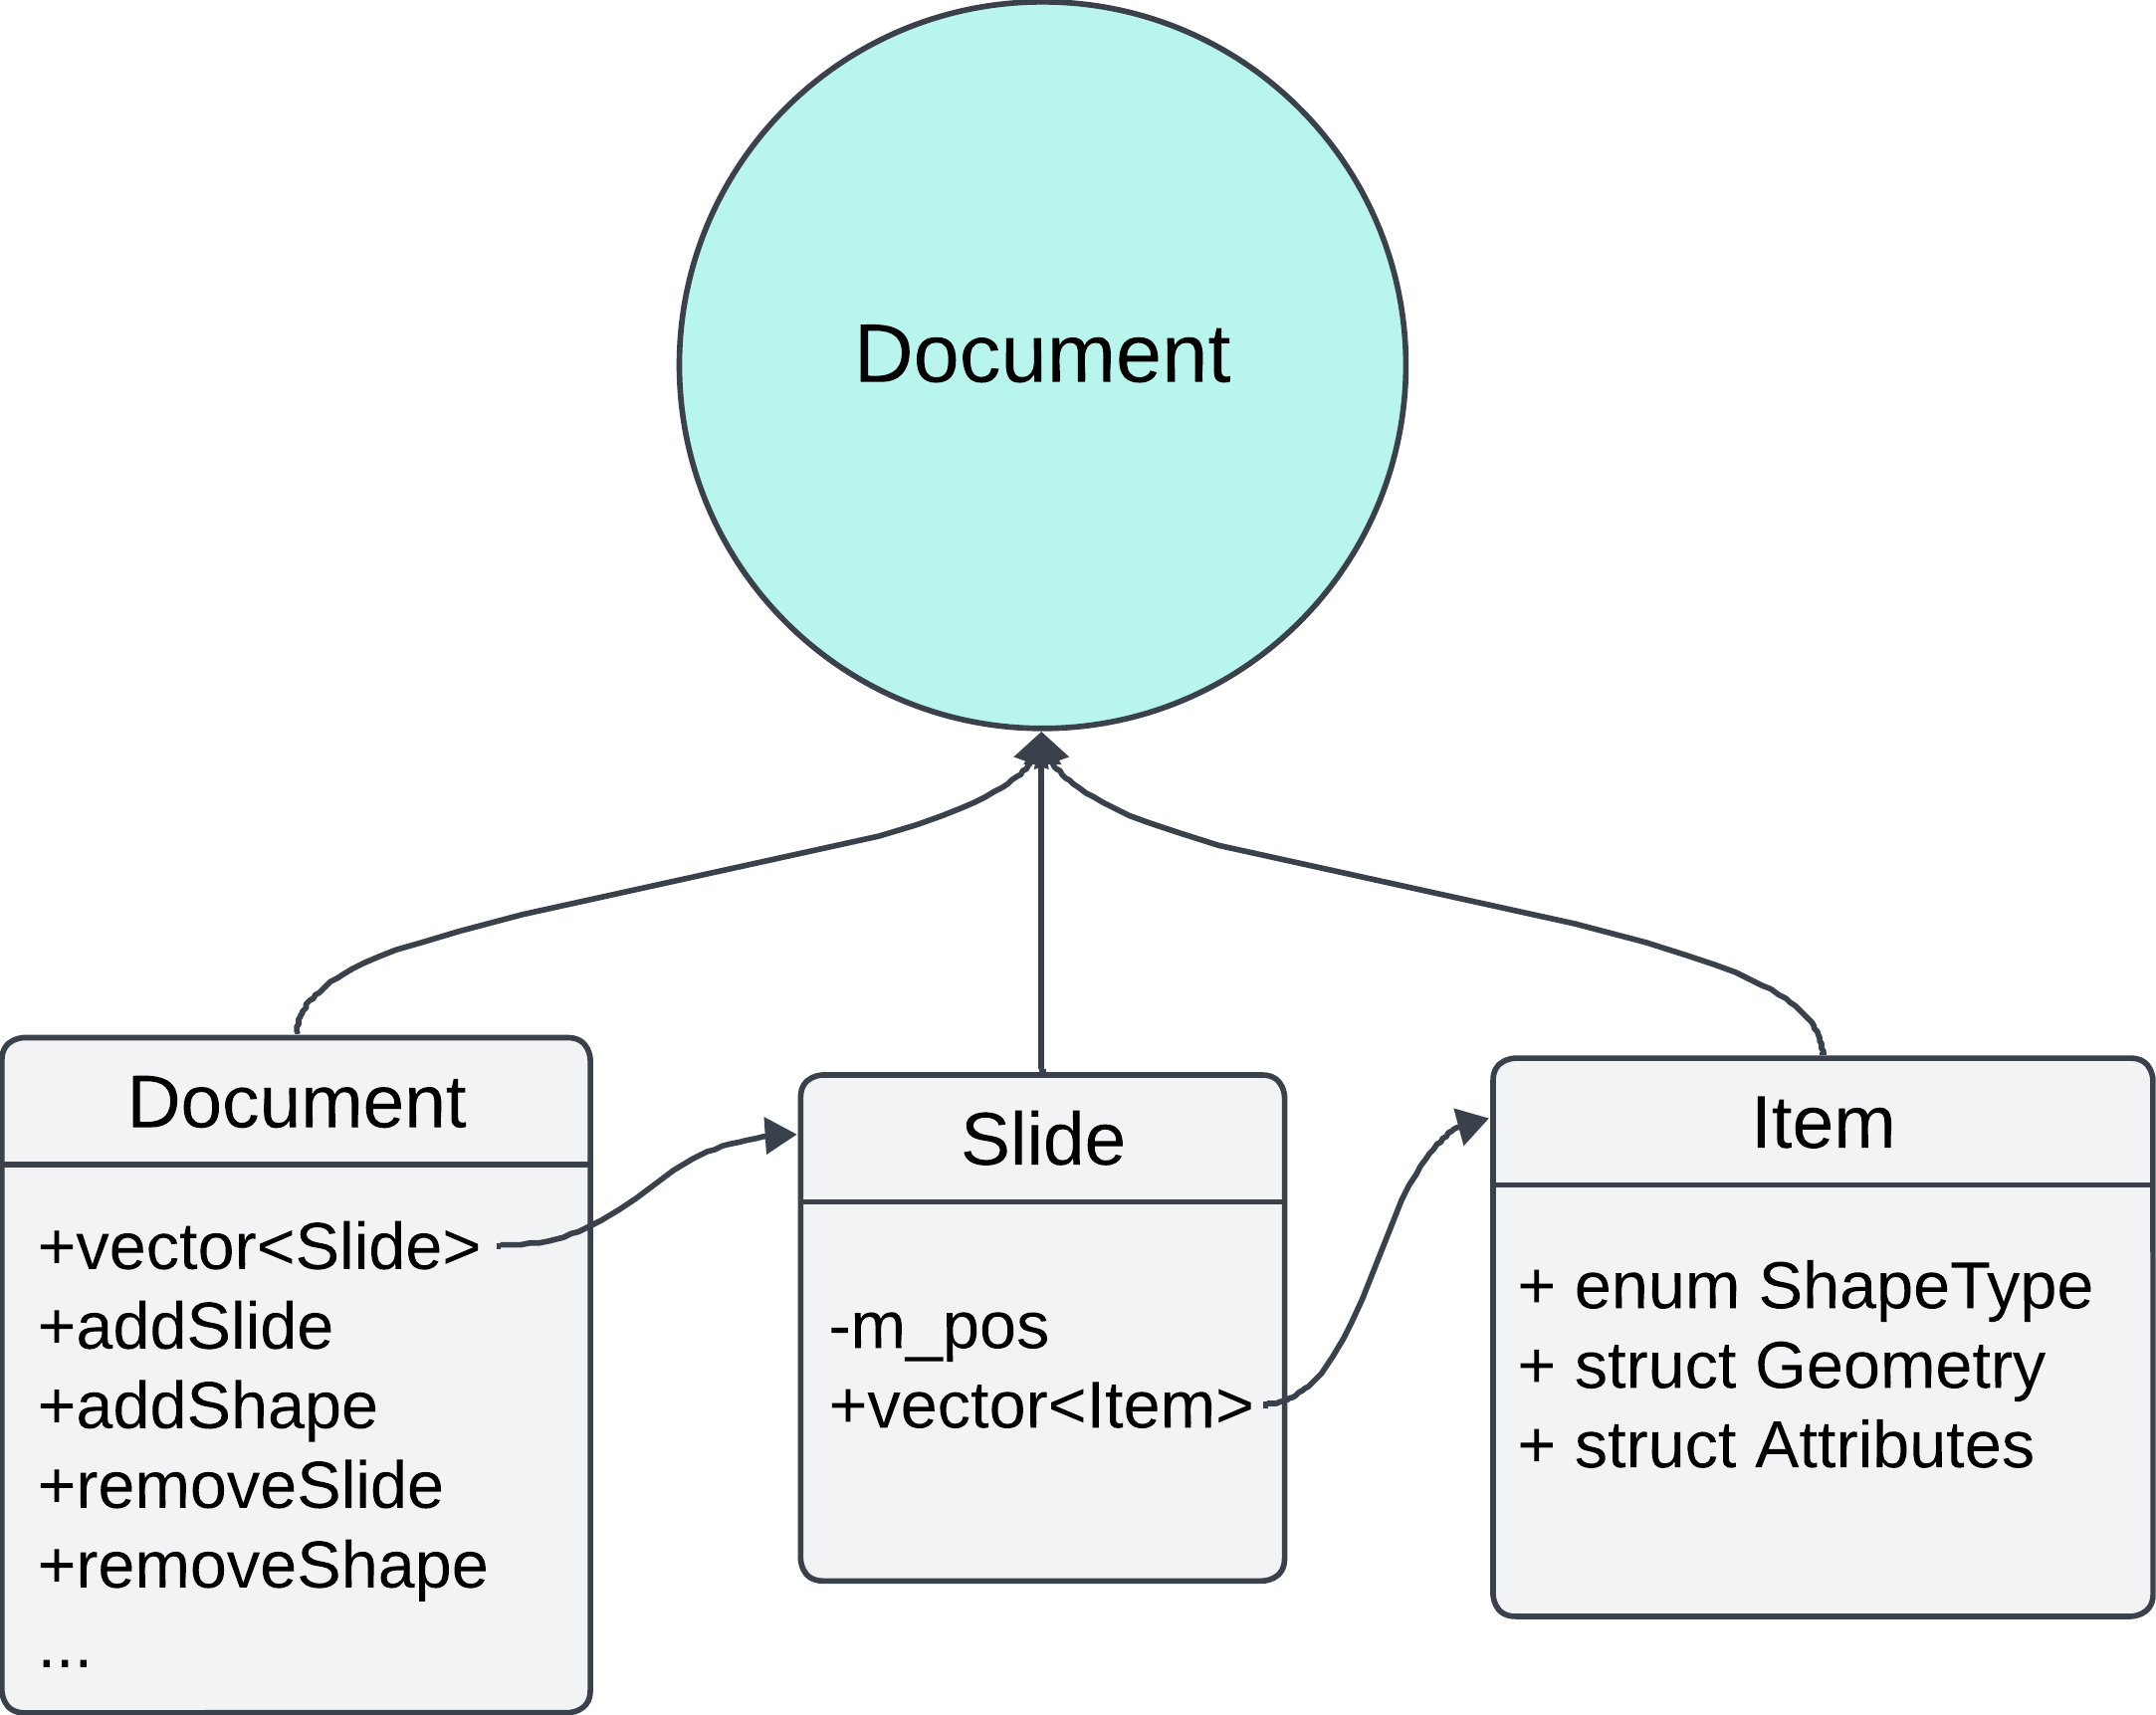 Document
Document
+vector<Slide>
+addSlide
+addShape
+removeSlide
+removeShape
...
Slide
-m_pos
+vector<Item>
Item
+ enum ShapeType
+ struct Geometry
+ struct Attributes